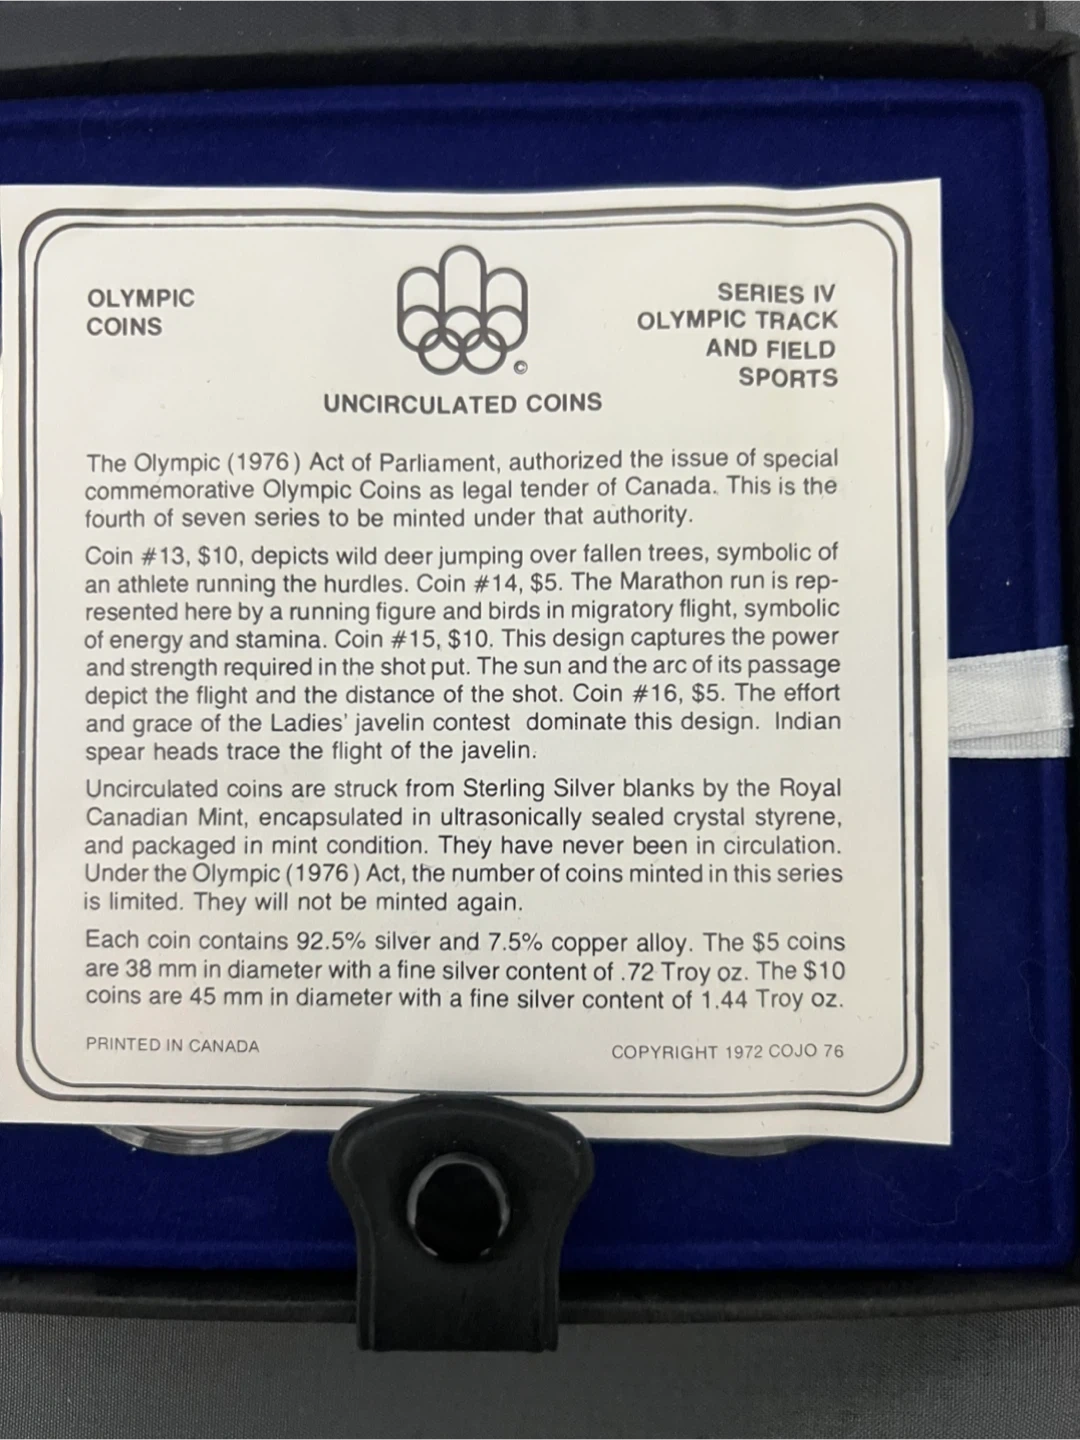 OLYMPIC
COINS
SERIES IV
OLYMPIC TRACK
AND FIELD
SPORTS
©
UNCIRCULATED COINS
The Olympic (1976) Act of Parliament, authorized the issue of special
commemorative Olympic Coins as legal tender of Canada. This is the
fourth of seven series to be minted under that authority.
Coin #13, $10, depicts wild deer jumping over fallen trees, symbolic of
an athlete running the hurdles. Coin #14, $5. The Marathon run is rep-
resented here by a running figure and birds in migratory flight, symbolic
of energy and stamina. Coin #15, $10. This design captures the power
and strength required in the shot put. The sun and the arc of its passage
depict the flight and the distance of the shot. Coin #16, $5. The effort
and grace of the Ladies' javelin contest dominate this design. Indian
spear heads trace the flight of the javelin.
Uncirculated coins are struck from Sterling Silver blanks by the Royal
Canadian Mint, encapsulated in ultrasonically sealed crystal styrene,
and packaged in mint condition. They have never been in circulation.
Under the Olympic (1976) Act, the number of coins minted in this series
is limited. They will not be minted again.
Each coin contains 92.5% silver and 7.5% copper alloy. The $5 coins
are 38 mm in diameter with a fine silver content of .72 Troy oz. The $10
coins are 45 mm in diameter with a fine silver content of 1.44 Troy oz.
PRINTED IN CANADA
COPYRIGHT 1972 COJO 76